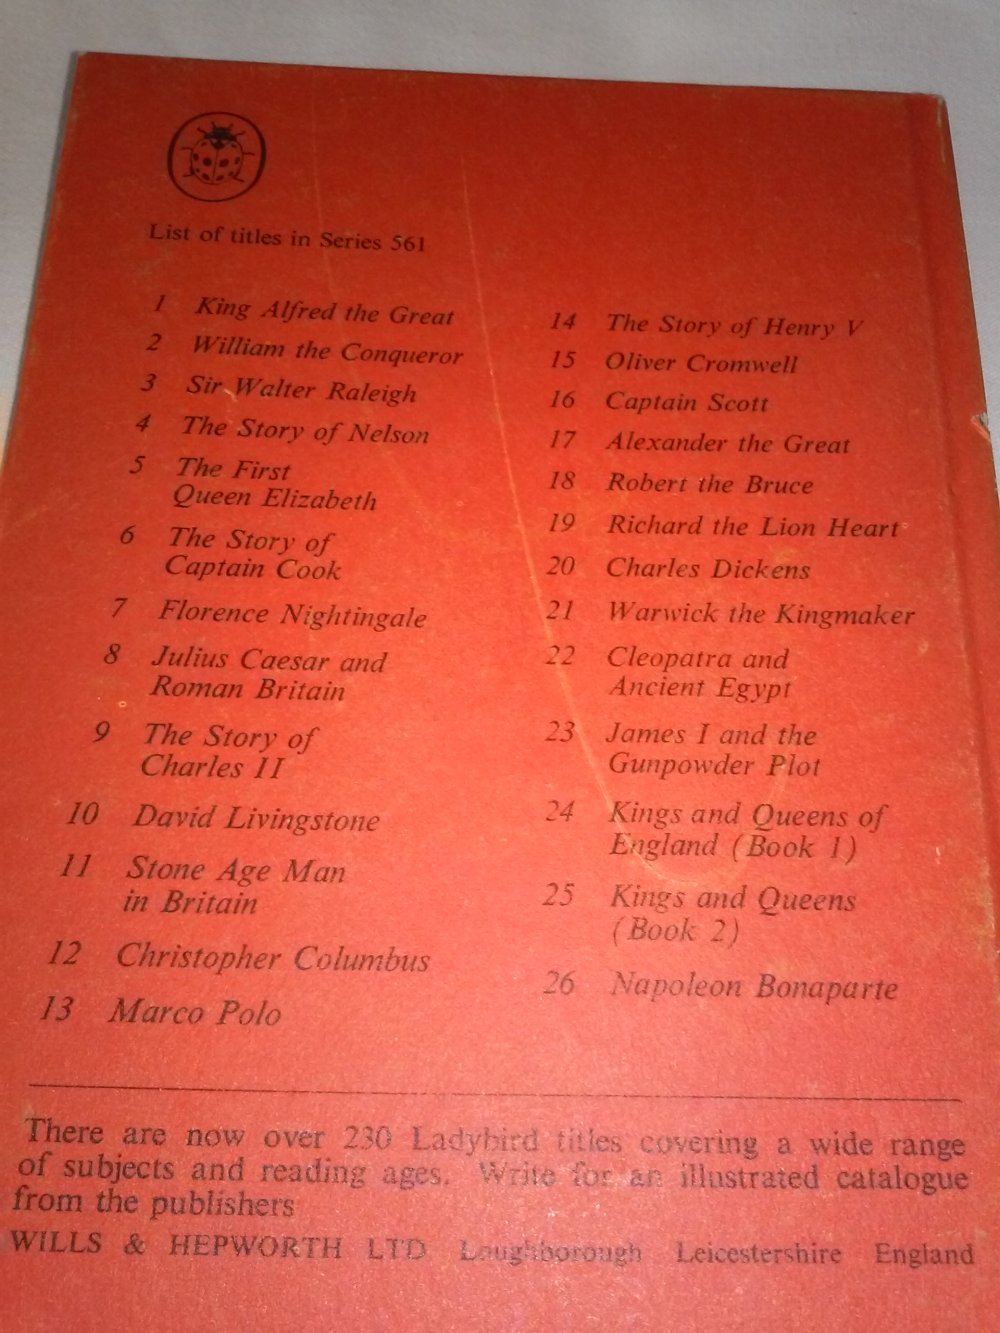 List of titles in Series 561
1 King Alfred the Great
2 William the Conqueror
3 Sir Walter Raleigh
4 The Story of Nelson
5 The First
Queen Elizabeth
6 The Story of
Captain Cook
7 Florence Nightingale
8 Julius Caesar and
Roman Britain
9 The Story of
Charles II
10 David Livingstone
11 Stone Age Man
in Britain
12 Christopher Columbus
13 Marco Polo
14 The Story of Henry V
15 Oliver Cromwell
16 Captain Scott
17 Alexander the Great
18 Robert the Bruce
19 Richard the Lion Heart
20 Charles Dickens
21 Warwick the Kingmaker
22 Cleopatra and
Ancient Egypt
23 James I and the
Gunpowder Plot
24 Kings and Queens of
England (Book 1)
25 Kings and Queens
(Book 2)
26 Napoleon Bonaparte
There are now over 230 Ladybird titles covering a wide range
of subjects and reading ages. Write for an illustrated catalogue
from the publishers
WILLS & HEPWORTH LTD Loughborough Leicestershire England